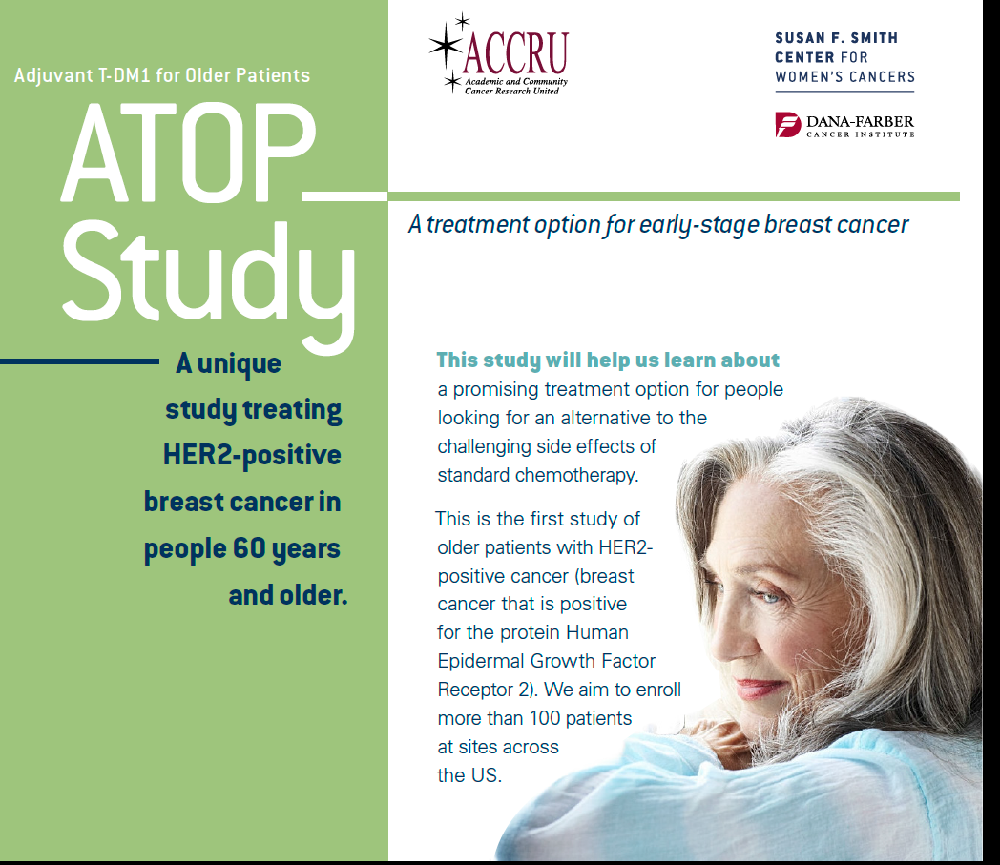 Adjuvant T-DM1 for Older Patients
ATOP
Study
A unique
study treating
HER2-positive
breast cancer in
people 60 years
and older.
ACCRU
Academic and Community
Cancer Research United
SUSAN F. SMITH
CENTER FOR
WOMEN'S CANCERS
DANA-FARBER
CANCER INSTITUTE
A treatment option for early-stage breast cancer
This study will help us learn about
a promising treatment option for people
looking for an alternative to the
challenging side effects of
standard chemotherapy.
This is the first study of
older patients with HER2-
positive cancer (breast
cancer that is positive
for the protein Human
Epidermal Growth Factor
Receptor 2). We aim to enroll
more than 100 patients
at sites across
the US.